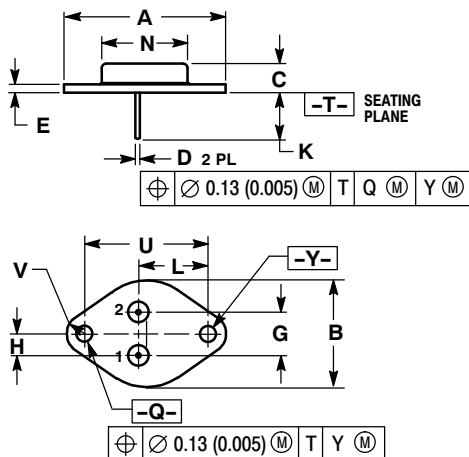 A
N
C
E
–T–
SEATING
PLANE
K
D 2 PL
⌖ ∅ 0.13 (0.005) Ⓜ T Q Ⓜ Y Ⓜ
U
V
L
–Y–
2
H
G
B
1
–Q–
⌖ ∅ 0.13 (0.005) Ⓜ T Y Ⓜ